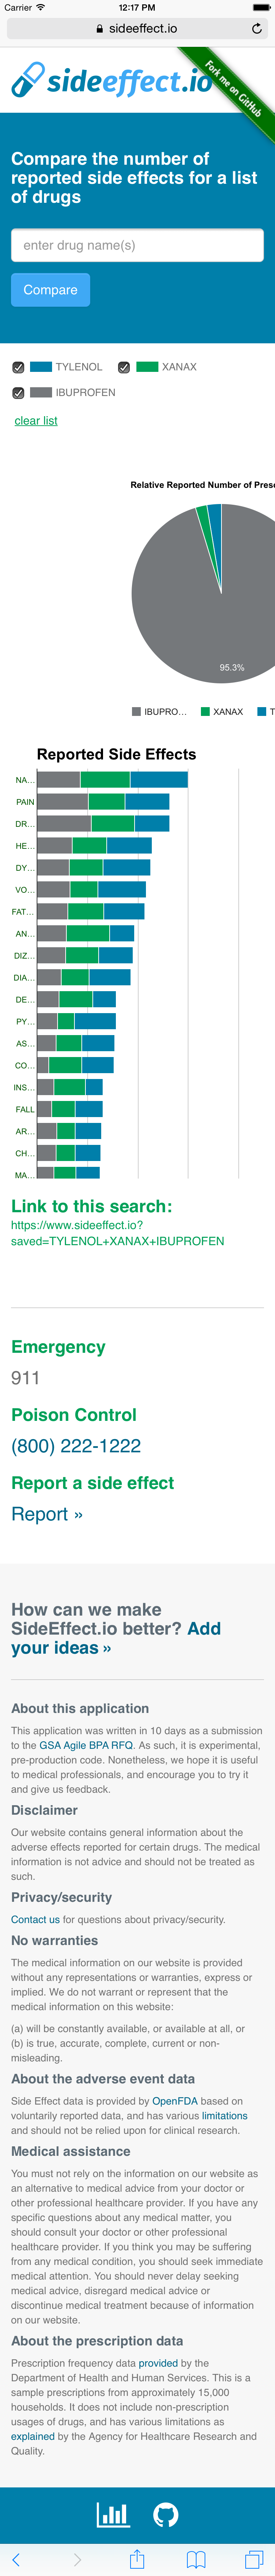 Carrier 12:17 PM
sideeffect.io
sideeffect.io
Fork me on GitHub
Compare the number of
reported side effects for a list
of drugs
enter drug name(s)
Compare
TYLENOL XANAX
IBUPROFEN
clear list
Relative Reported Number of Presc
95.3%
IBUPRO... XANAX T
Reported Side Effects
NA...
PAIN
DR...
HE...
DY...
VO...
FAT...
AN...
DIZ...
DIA...
DE...
PY...
AS...
CO...
INS...
FALL
AR...
CH...
MA...
Link to this search:
https://www.sideeffect.io?
saved=TYLENOL+XANAX+IBUPROFEN
Emergency
911
Poison Control
(800) 222-1222
Report a side effect
Report »
How can we make
SideEffect.io better? Add
your ideas »
About this application
This application was written in 10 days as a submission
to the GSA Agile BPA RFQ. As such, it is experimental,
pre-production code. Nonetheless, we hope it is useful
to medical professionals, and encourage you to try it
and give us feedback.
Disclaimer
Our website contains general information about the
adverse effects reported for certain drugs. The medical
information is not advice and should not be treated as
such.
Privacy/security
Contact us for questions about privacy/security.
No warranties
The medical information on our website is provided
without any representations or warranties, express or
implied. We do not warrant or represent that the
medical information on this website:
(a) will be constantly available, or available at all, or
(b) is true, accurate, complete, current or non-
misleading.
About the adverse event data
Side Effect data is provided by OpenFDA based on
voluntarily reported data, and has various limitations
and should not be relied upon for clinical research.
Medical assistance
You must not rely on the information on our website as
an alternative to medical advice from your doctor or
other professional healthcare provider. If you have any
specific questions about any medical matter, you
should consult your doctor or other professional
healthcare provider. If you think you may be suffering
from any medical condition, you should seek immediate
medical attention. You should never delay seeking
medical advice, disregard medical advice or
discontinue medical treatment because of information
on our website.
About the prescription data
Prescription frequency data provided by the
Department of Health and Human Services. This is a
sample prescriptions from approximately 15,000
households. It does not include non-prescription
usages of drugs, and has various limitations as
explained by the Agency for Healthcare Research and
Quality.